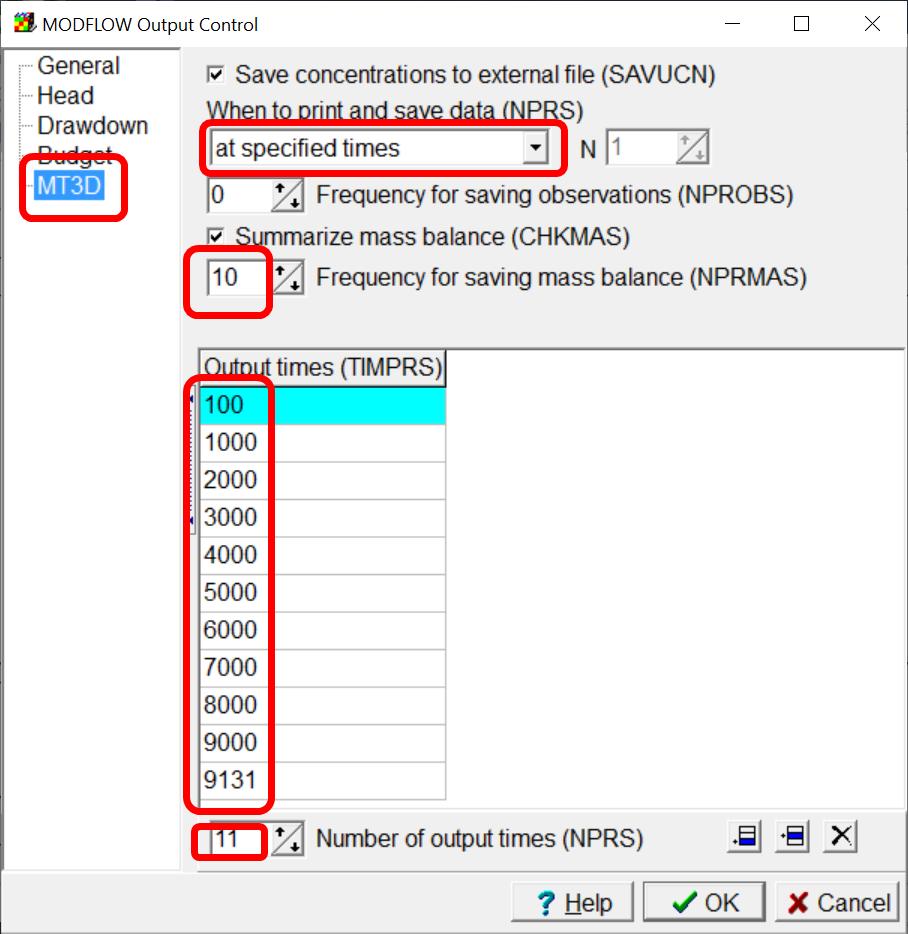 MODFLOW Output Control
General
Head
Drawdown
Budget
MT3D
Save concentrations to external file (SAVUCN)
When to print and save data (NPRS)
at specified times N 1
0 Frequency for saving observations (NPROBS)
Summarize mass balance (CHKMAS)
10 Frequency for saving mass balance (NPRMAS)
Output times (TIMPRS)
100
1000
2000
3000
4000
5000
6000
7000
8000
9000
9131
11 Number of output times (NPRS)
? Help OK Cancel